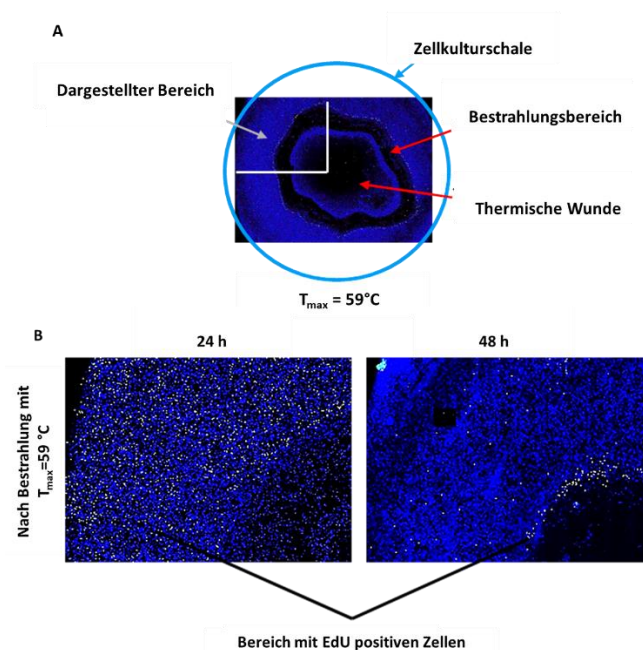 A
Zellkulturschale
Dargestellter Bereich
Bestrahlungsbereich
Thermische Wunde
Tmax = 59°C
B
24 h
48 h
Nach Bestrahlung mit
Tmax=59 °C
Bereich mit EdU positiven Zellen